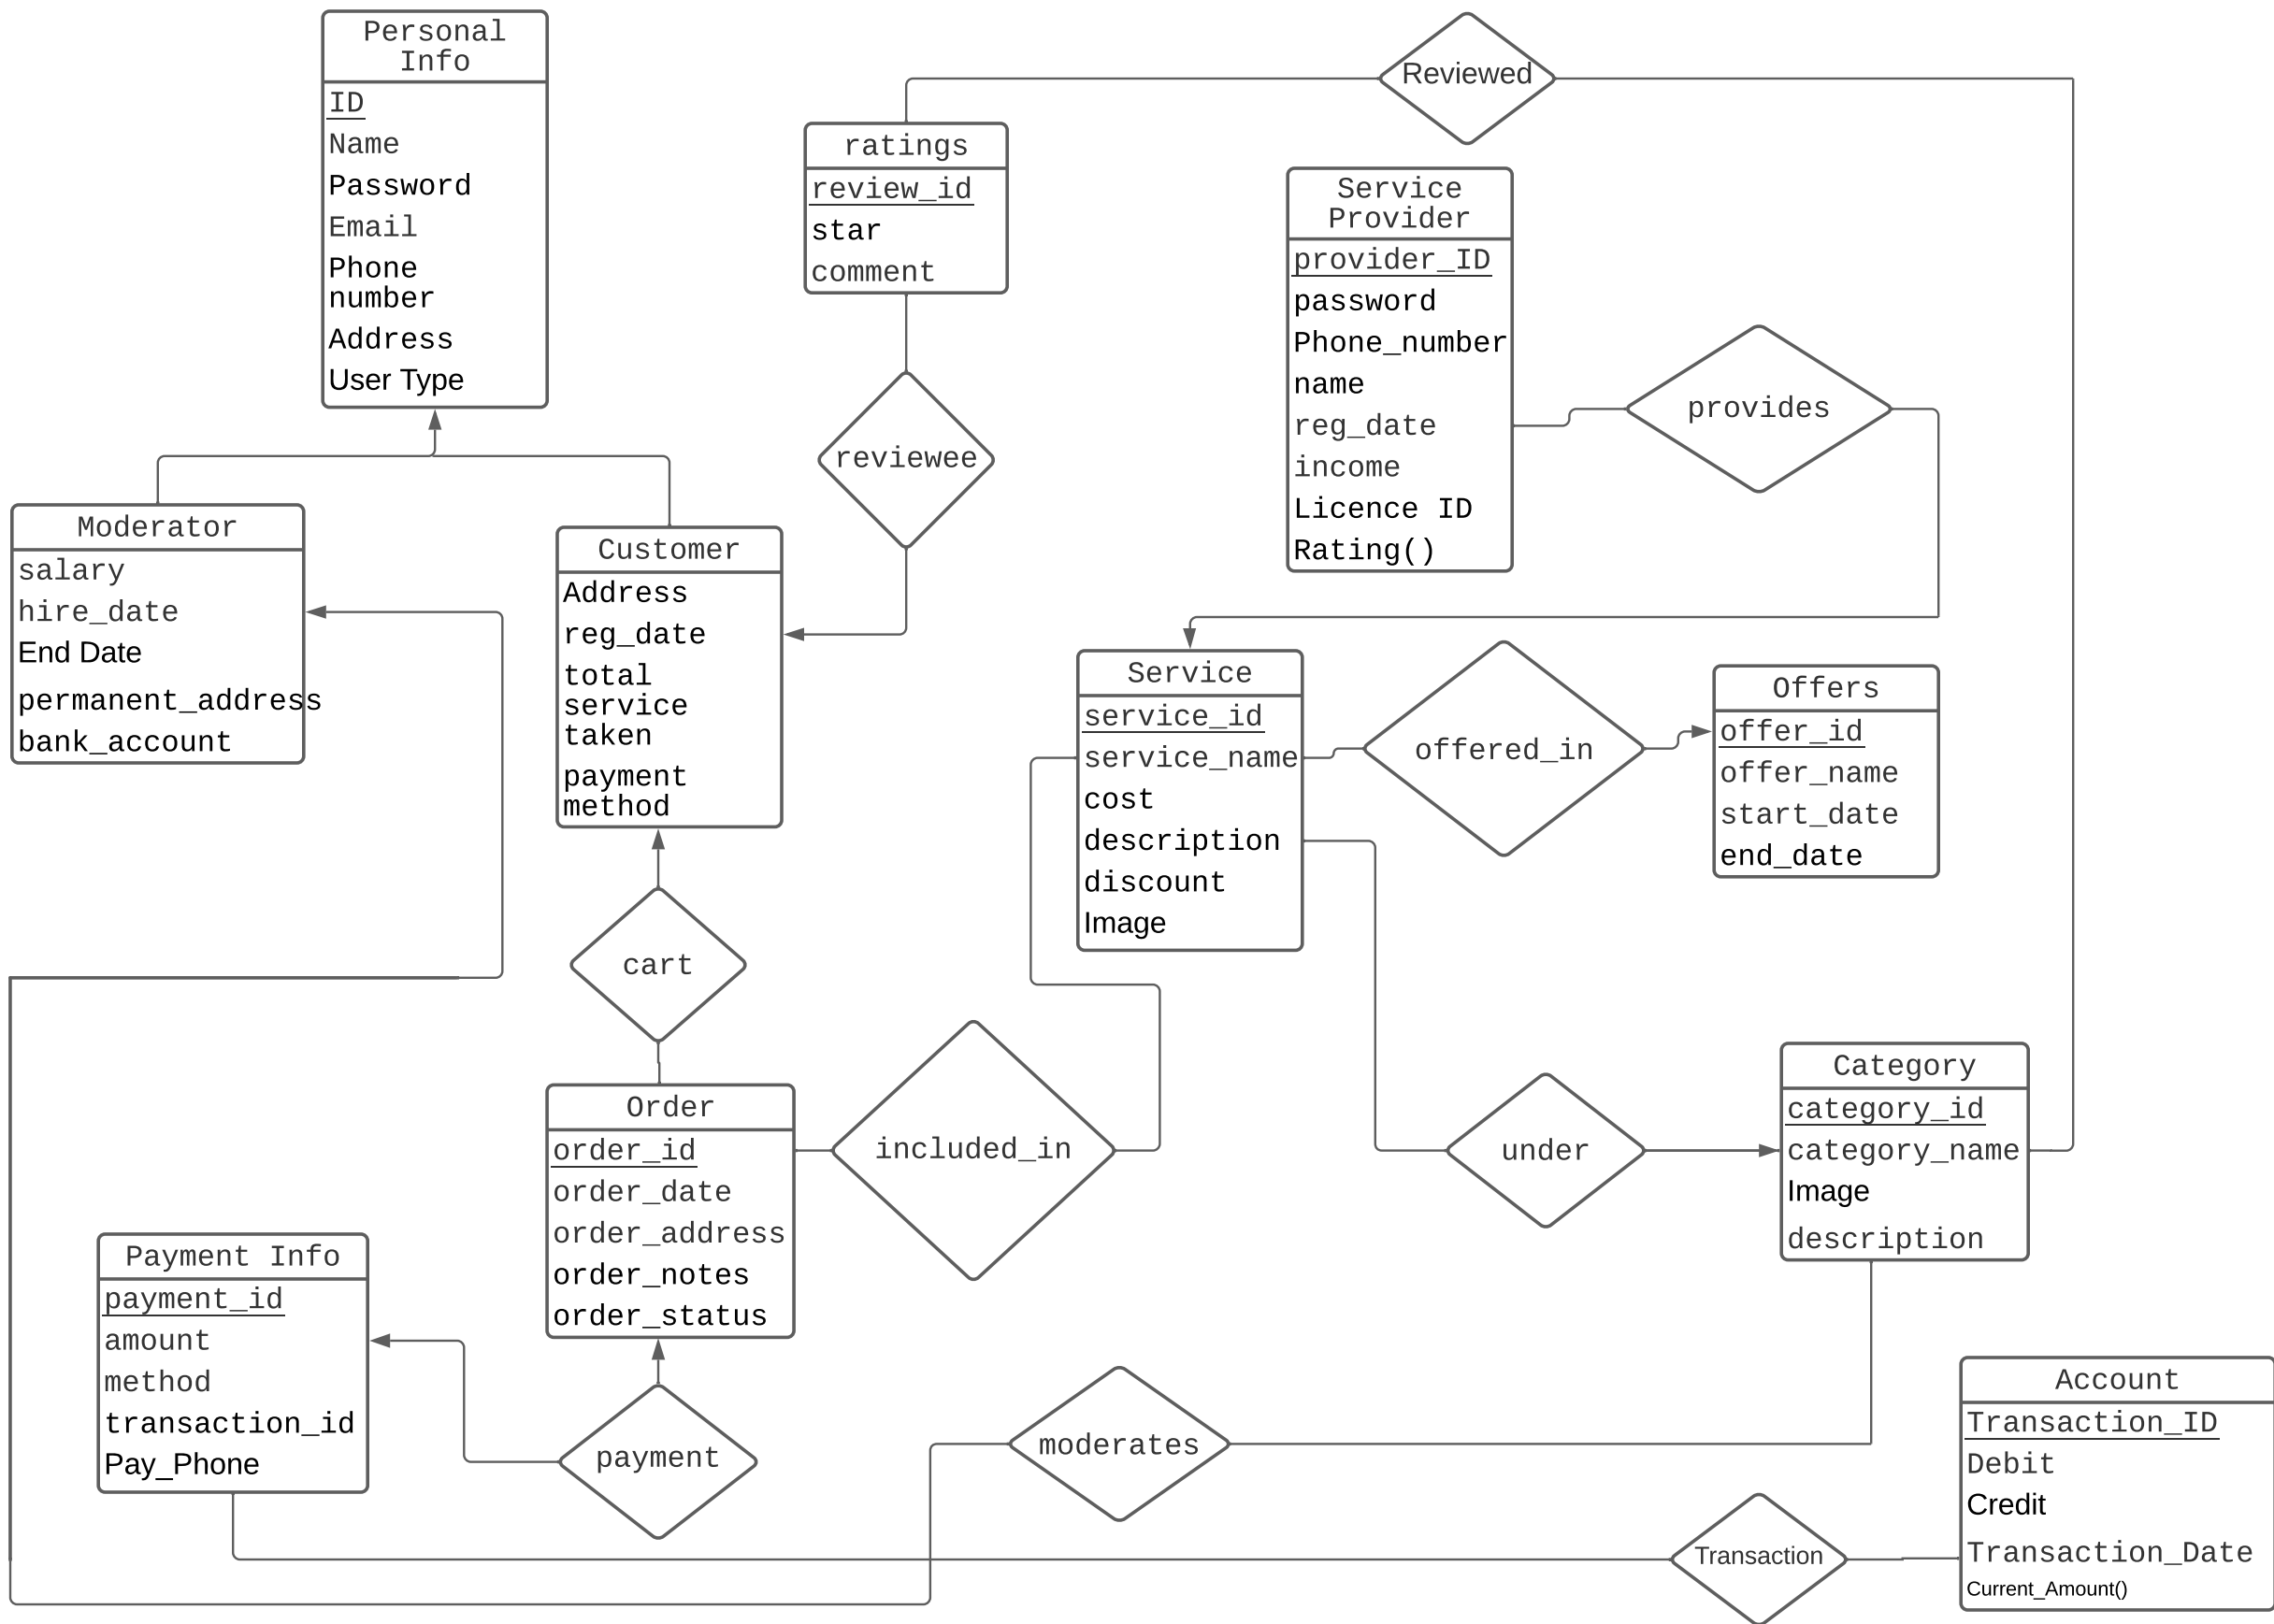 Personal
Info
ID
Name
Password
Email
Phone
number
Address
User Type
Reviewed
ratings
review_id
star
comment
Service
Provider
provider_ID
password
Phone_number
name
reg_date
income
Licence ID
Rating()
provides
reviewee
Moderator
salary
hire_date
End Date
permanent_address
bank_account
Customer
Address
reg_date
total
service
taken
payment
method
Service
service_id
service_name
cost
description
discount
Image
offered_in
Offers
offer_id
offer_name
start_date
end_date
cart
Order
order_id
order_date
order_address
order_notes
order_status
included_in
under
Category
category_id
category_name
Image
description
Payment Info
payment_id
amount
method
transaction_id
Pay_Phone
payment
moderates
Transaction
Account
Transaction_ID
Debit
Credit
Transaction_Date
Current_Amount()